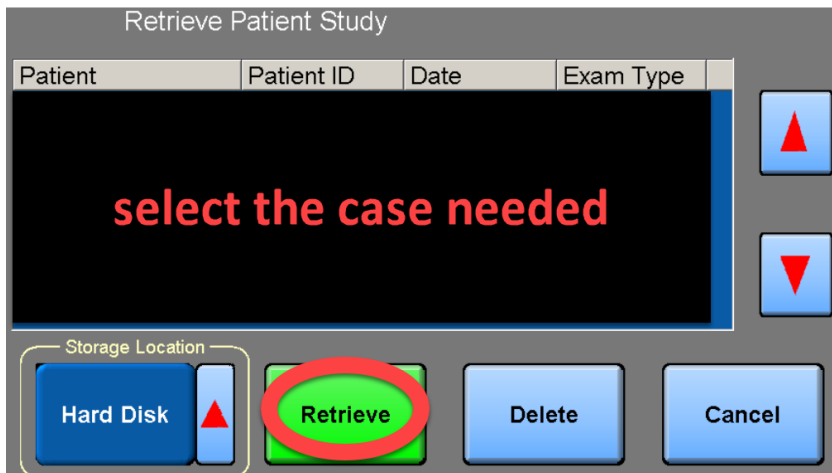 Retrieve Patient Study
Patient Patient ID Date Exam Type
select the case needed
Storage Location
Hard Disk Retrieve Delete Cancel